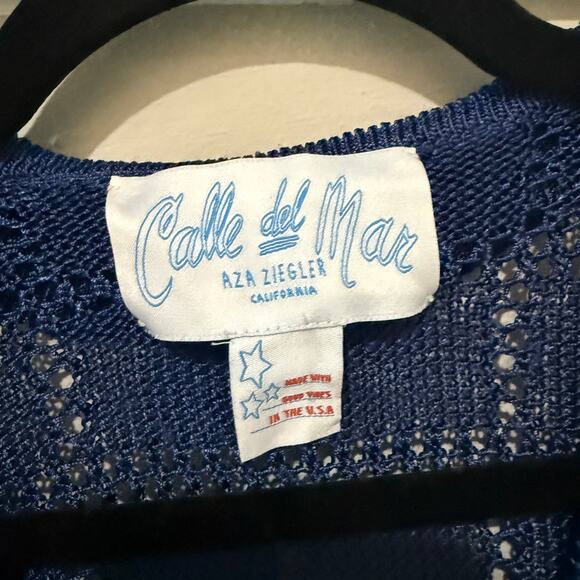 Calle del Mar
AZA ZIEGLER
CALIFORNIA
MADE WITH
GOOD VIBES
IN THE U.S.A